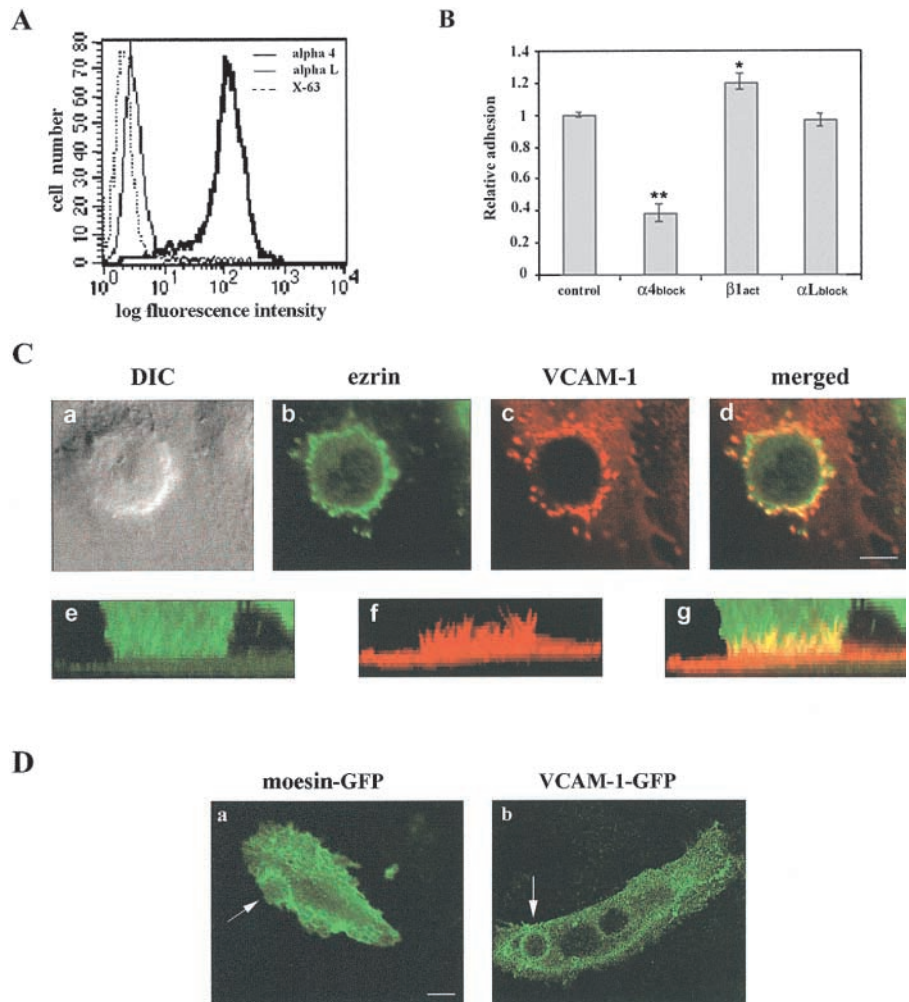 A
80
70
60
50
40
30
20
10
0
cell number
alpha 4
alpha L
X-63
10^0 10^1 10^2 10^3 10^4
log fluorescence intensity
B
1.4
1.2
1
0.8
0.6
0.4
0.2
0
Relative adhesion
**
*
control α4block β1act αLblock
C
DIC ezrin VCAM-1 merged
a b c d
e f g
D
moesin-GFP VCAM-1-GFP
a b